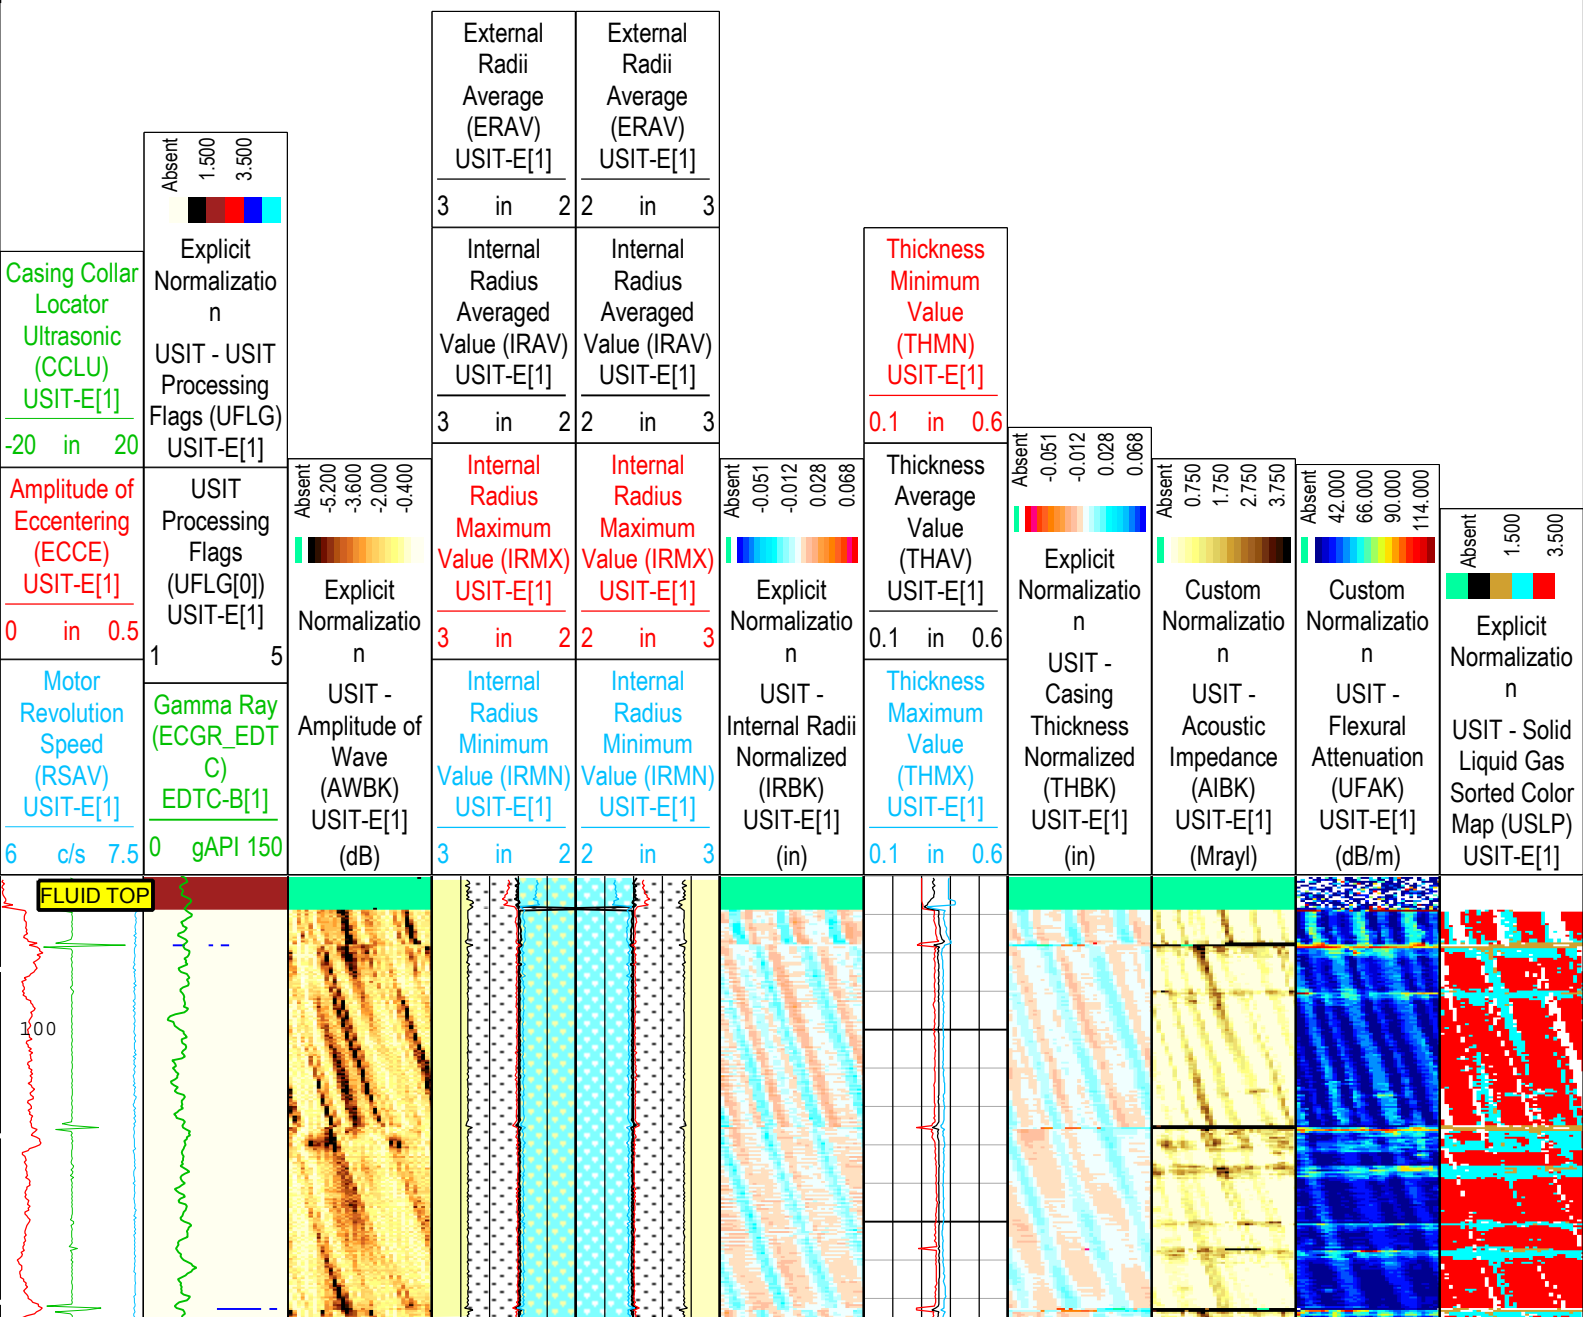 Casing Collar
Locator
Ultrasonic
(CCLU)
USIT-E[1]
-20 in 20
Amplitude of
Eccentering
(ECCE)
USIT-E[1]
0 in 0.5
Motor
Revolution
Speed
(RSAV)
USIT-E[1]
6 c/s 7.5
Absent
1.500
3.500
Explicit
Normalizatio
n
USIT - USIT
Processing
Flags (UFLG)
USIT-E[1]
USIT
Processing
Flags
(UFLG[0])
USIT-E[1]
1 5
Gamma Ray
(ECGR_EDT
C)
EDTC-B[1]
0 gAPI 150
Absent
-5.200
-3.600
-2.000
-0.400
Explicit
Normalizatio
n
USIT -
Amplitude of
Wave
(AWBK)
USIT-E[1]
(dB)
External
Radii
Average
(ERAV)
USIT-E[1]
3 in 2
Internal
Radius
Averaged
Value (IRAV)
USIT-E[1]
3 in 2
Internal
Radius
Maximum
Value (IRMX)
USIT-E[1]
3 in 2
Internal
Radius
Minimum
Value (IRMN)
USIT-E[1]
3 in 2
External
Radii
Average
(ERAV)
USIT-E[1]
2 in 3
Internal
Radius
Averaged
Value (IRAV)
USIT-E[1]
2 in 3
Internal
Radius
Maximum
Value (IRMX)
USIT-E[1]
2 in 3
Internal
Radius
Minimum
Value (IRMN)
USIT-E[1]
2 in 3
Absent
-0.051
-0.012
0.028
0.068
Explicit
Normalizatio
n
USIT -
Internal Radii
Normalized
(IRBK)
USIT-E[1]
(in)
Thickness
Minimum
Value
(THMN)
USIT-E[1]
0.1 in 0.6
Thickness
Average
Value
(THAV)
USIT-E[1]
0.1 in 0.6
Thickness
Maximum
Value
(THMX)
USIT-E[1]
0.1 in 0.6
Absent
-0.051
-0.012
0.028
0.068
Explicit
Normalizatio
n
USIT -
Casing
Thickness
Normalized
(THBK)
USIT-E[1]
(in)
Absent
0.750
1.750
2.750
3.750
Custom
Normalizatio
n
USIT -
Acoustic
Impedance
(AIBK)
USIT-E[1]
(Mrayl)
Absent
42.000
66.000
90.000
114.000
Custom
Normalizatio
n
USIT -
Flexural
Attenuation
(UFAK)
USIT-E[1]
(dB/m)
Absent
1.500
3.500
Explicit
Normalizatio
n
USIT - Solid
Liquid Gas
Sorted Color
Map (USLP)
USIT-E[1]
FLUID TOP
100